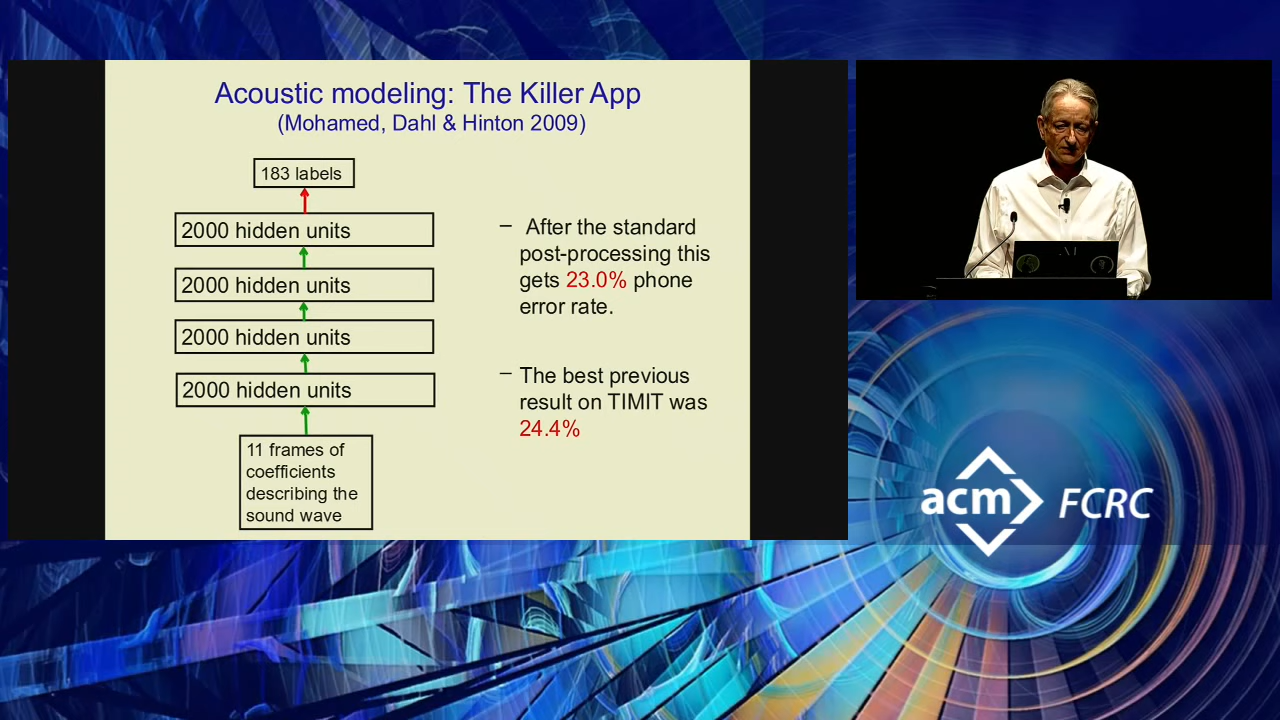 Acoustic modeling: The Killer App
(Mohamed, Dahl & Hinton 2009)
183 labels
2000 hidden units
2000 hidden units
2000 hidden units
2000 hidden units
11 frames of
coefficients
describing the
sound wave
– After the standard
post-processing this
gets 23.0% phone
error rate.
– The best previous
result on TIMIT was
24.4%
acm FCRC